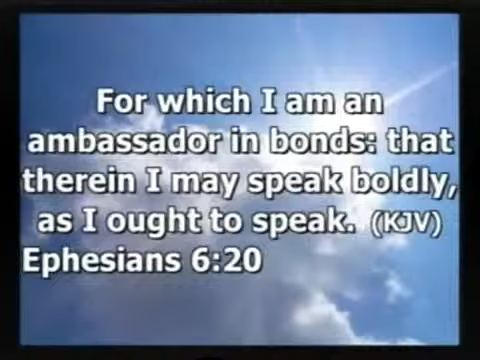 For which I am an
ambassador in bonds: that
therein I may speak boldly,
as I ought to speak. (KJV)
Ephesians 6:20